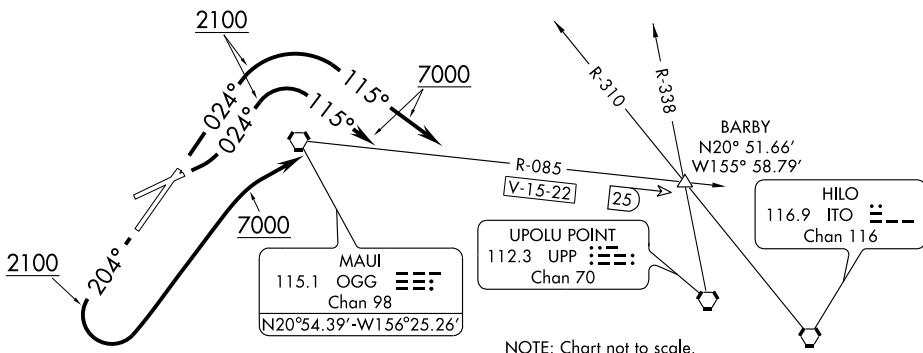 2100
024°
115°
024°
115°
7000
R-310
R-338
BARBY
N20° 51.66'
W155° 58.79'
R-085
V-15-22
25
7000
204°
2100
MAUI
115.1 OGG
Chan 98
N20°54.39'-W156°25.26'
UPOLU POINT
112.3 UPP
Chan 70
HILO
116.9 ITO
Chan 116
NOTE: Chart not to scale.